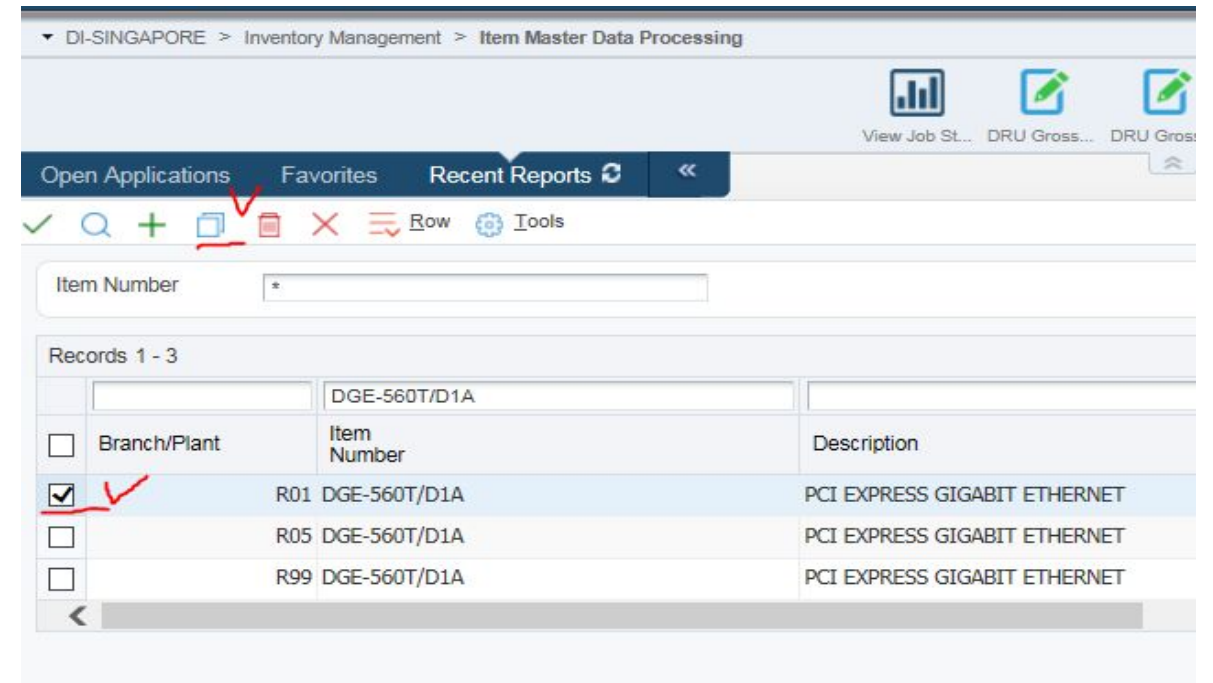 DI-SINGAPORE > Inventory Management > Item Master Data Processing
View Job St... DRU Gross... DRU Gros
Open Applications Favorites Recent Reports «
Row Tools
Item Number *
Records 1 - 3
DGE-560T/D1A
Branch/Plant Item Number Description
R01 DGE-560T/D1A PCI EXPRESS GIGABIT ETHERNET
R05 DGE-560T/D1A PCI EXPRESS GIGABIT ETHERNET
R99 DGE-560T/D1A PCI EXPRESS GIGABIT ETHERNET